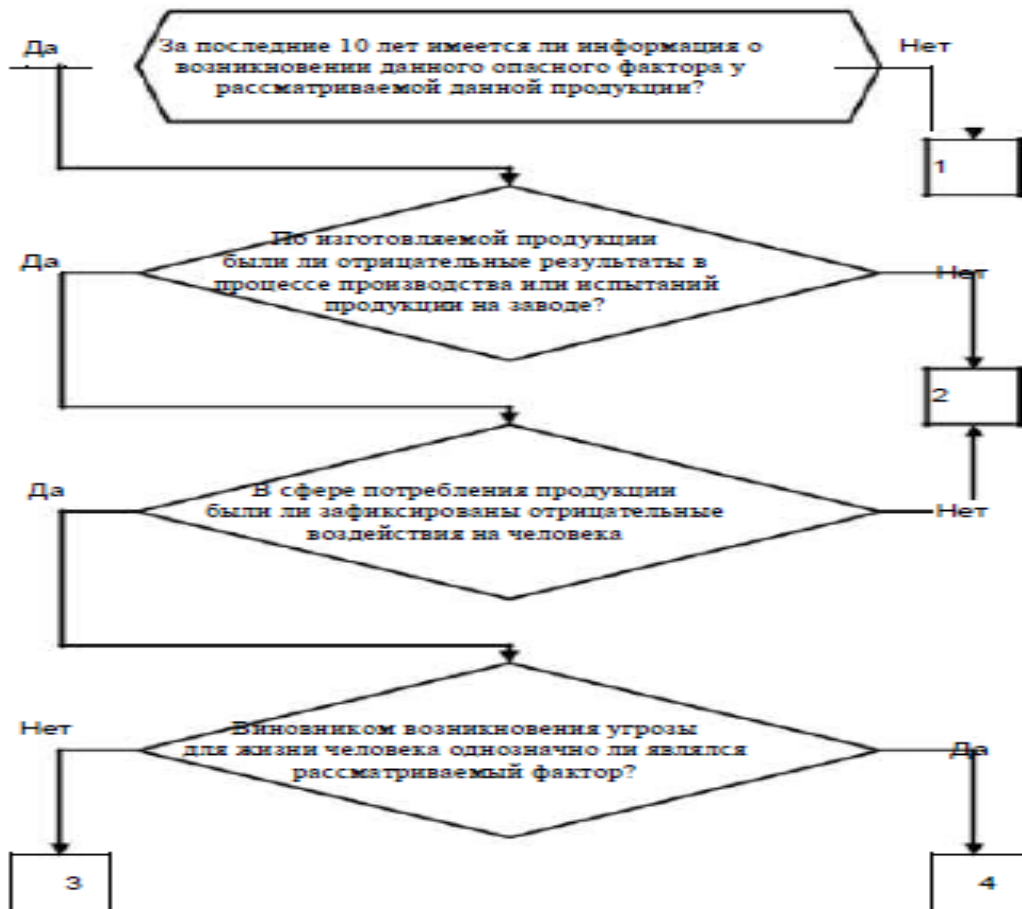 Да
За последние 10 лет имеется ли информация о
возникновении данного опасного фактора у
рассматриваемой данной продукции?
Нет
1
Да
По изготовляемой продукции
были ли отрицательные результаты в
процессе производства или испытаний
продукции на заводе?
Нет
2
Да
В сфере потребления продукции
были ли зафиксированы отрицательные
воздействия на человека
Нет
Нет
Виновником возникновения угрозы
для жизни человека однозначно ли являлся
рассматриваемый фактор?
Да
3
4